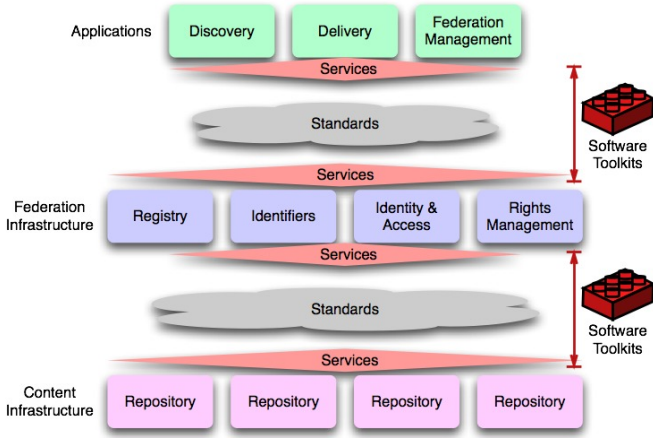 Applications
Discovery
Delivery
Federation
Management
Services
Standards
Software
Toolkits
Services
Federation
Infrastructure
Registry
Identifiers
Identity &
Access
Rights
Management
Services
Standards
Software
Toolkits
Services
Content
Infrastructure
Repository
Repository
Repository
Repository